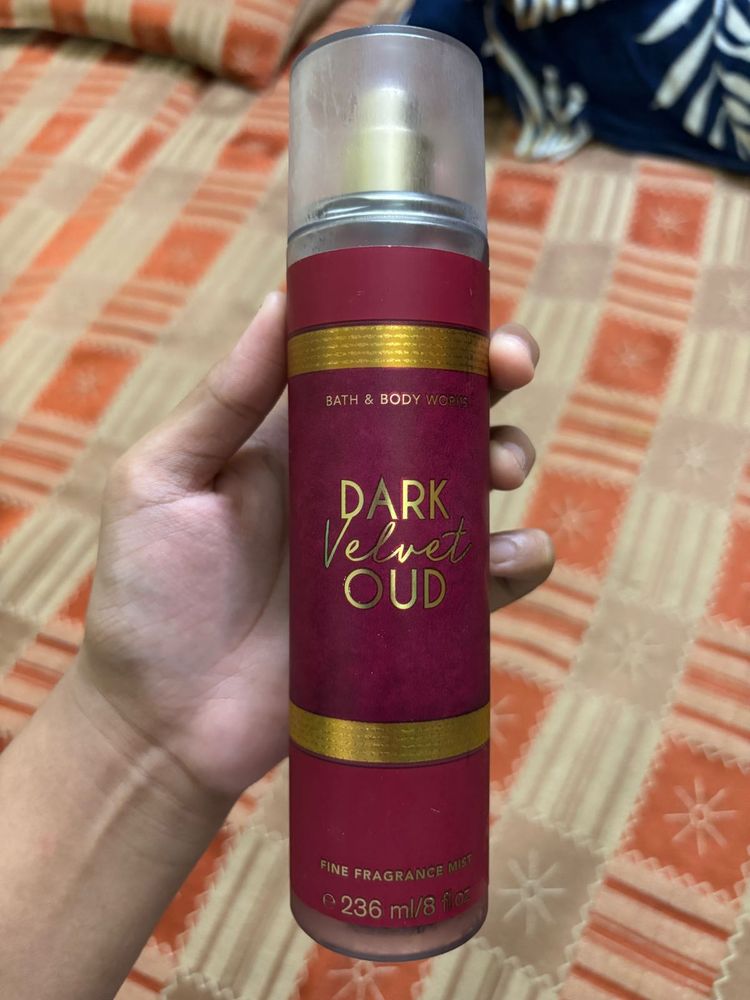 BATH & BODY WORKS
DARK
Velvet
OUD
FINE FRAGRANCE MIST
℮ 236 ml/8 fl oz